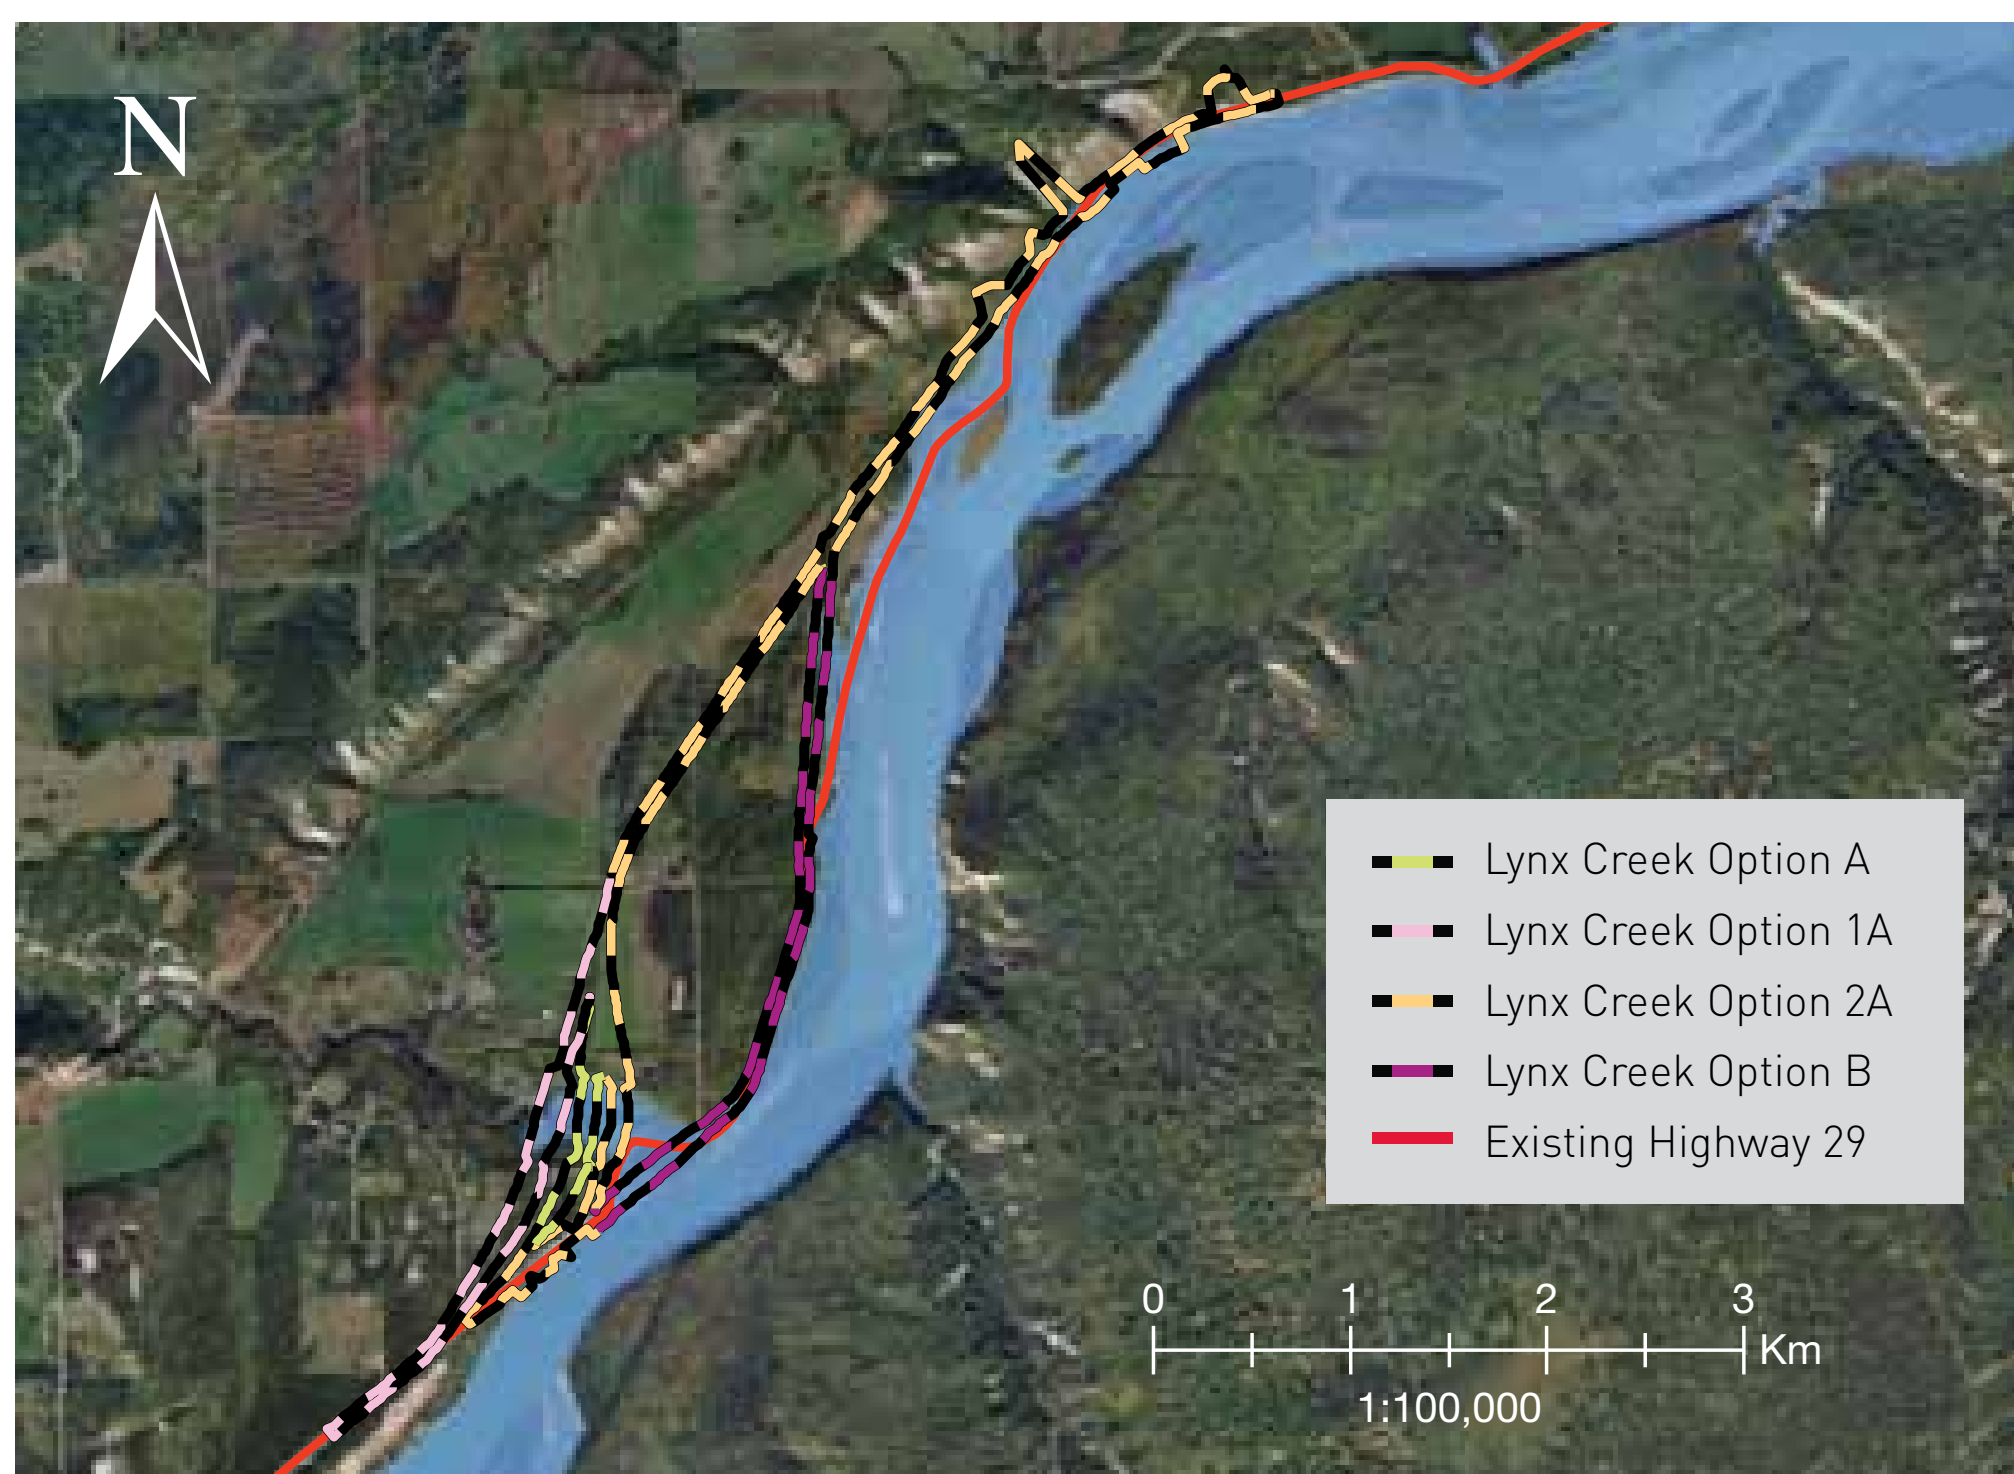 N
Lynx Creek Option A
Lynx Creek Option 1A
Lynx Creek Option 2A
Lynx Creek Option B
Existing Highway 29
0 1 2 3
Km
1:100,000